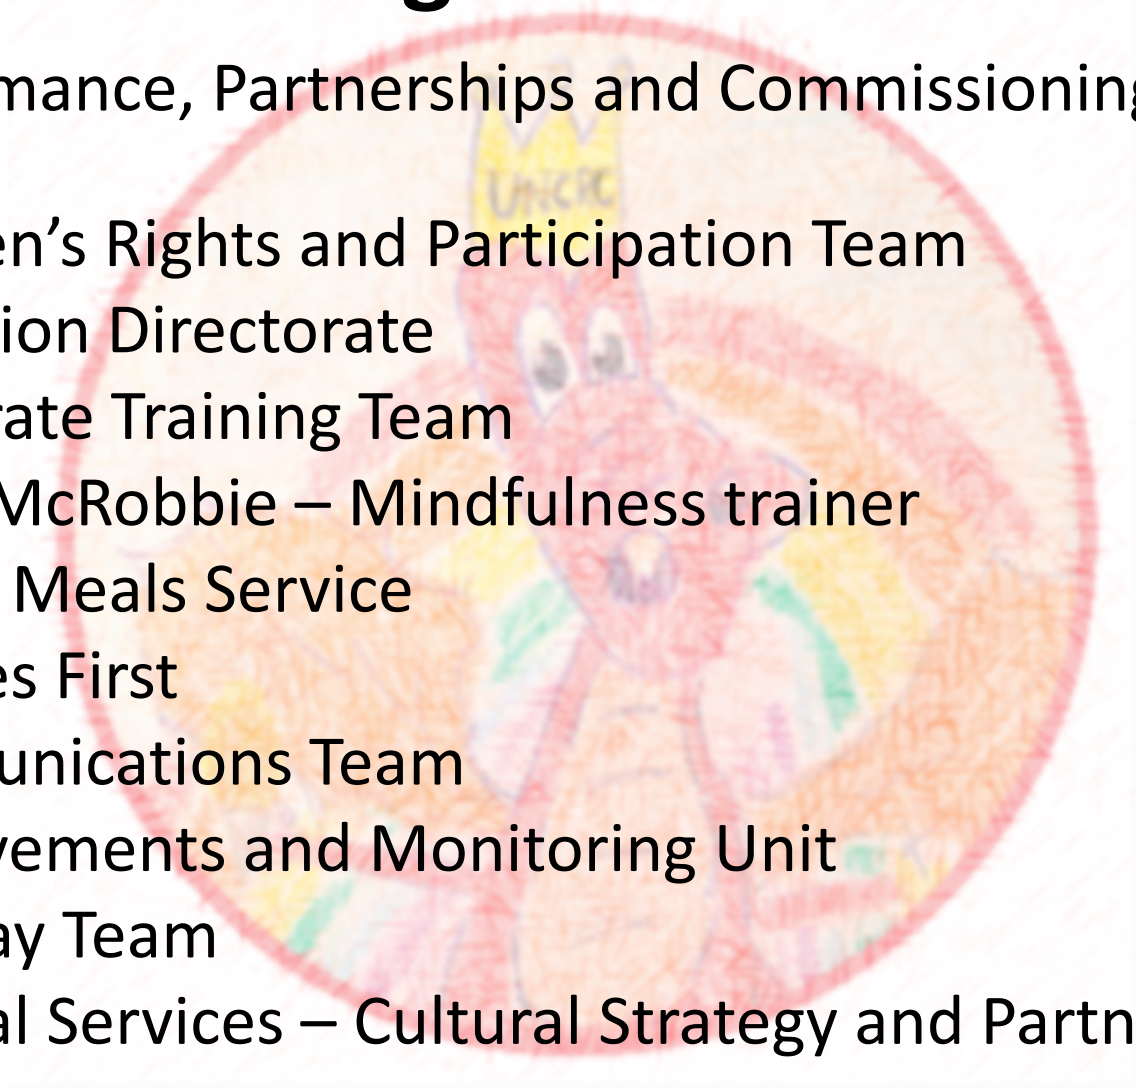 mance, Partnerships and Commissioning
UNCRC
en’s Rights and Participation Team
ion Directorate
rate Training Team
McRobbie – Mindfulness trainer
Meals Service
es First
unications Team
vements and Monitoring Unit
ay Team
al Services – Cultural Strategy and Partn